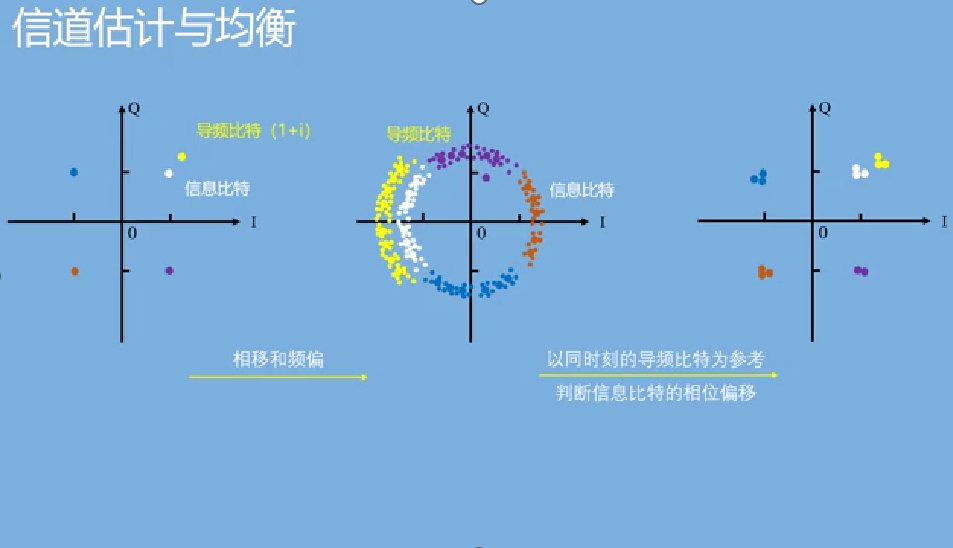 信道估计与均衡
Q
导频比特（1+i）
信息比特
I
0
Q
导频比特
信息比特
I
0
Q
I
0
相移和频偏
以同时刻的导频比特为参考
判断信息比特的相位偏移